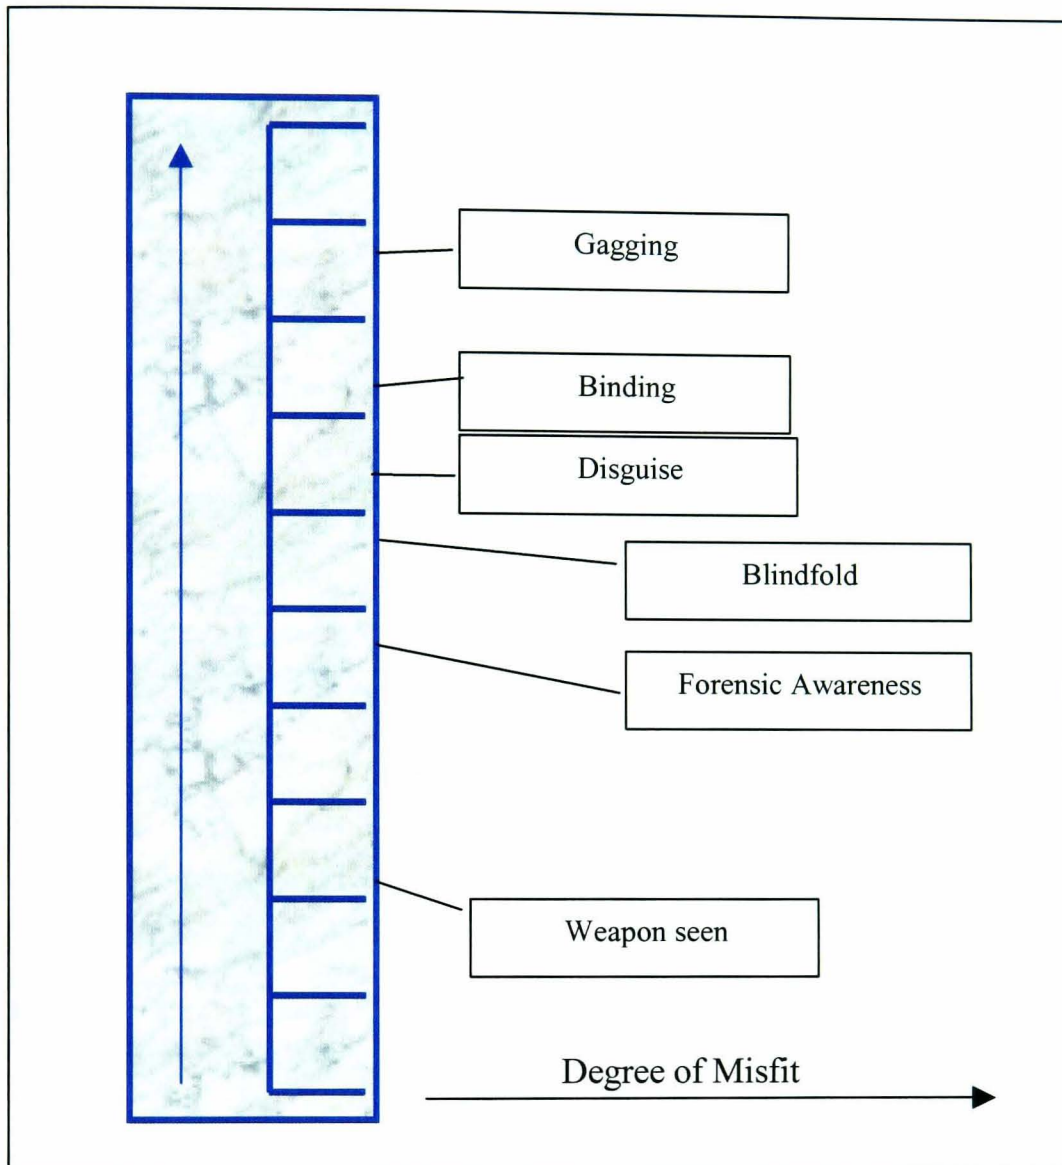 Gagging
Binding
Disguise
Blindfold
Forensic Awareness
Weapon seen
Degree of Misfit